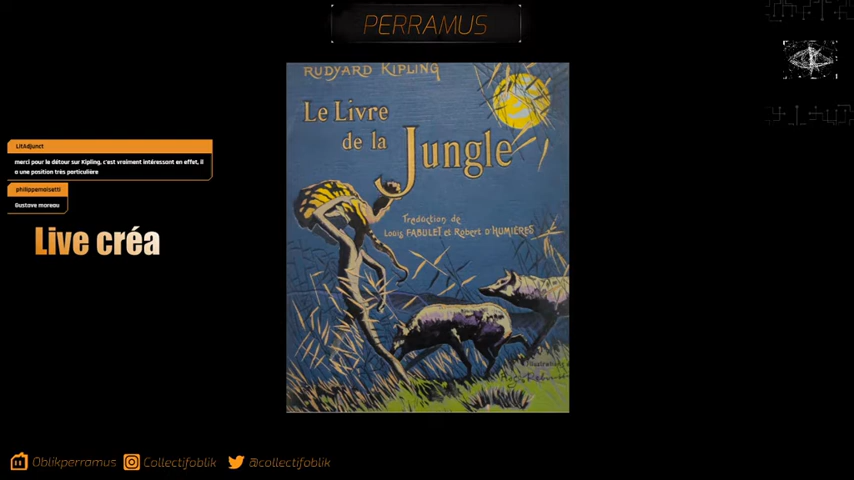 PERRAMUS
RUDYARD KIPLING
Le Livre
de la
Jungle
Traduction de
Louis FABULET et Robert D'HUMIÈRES
Illustrations
LitAdjunct
merci pour le détour sur Kipling, c'est vraiment intéressant en effet, il
a une position très particulière
philippemoisetti
Gustave moreau
Live créa
Oblikperramus
Collectifoblik
@collectifoblik